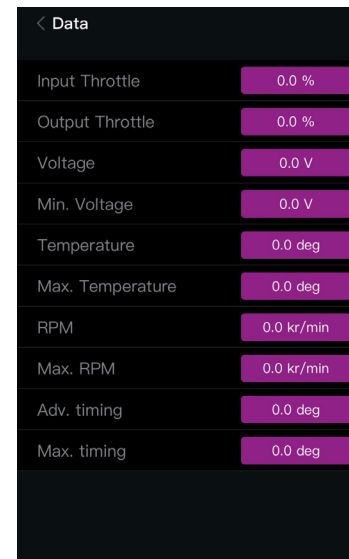 Data
Input Throttle 0.0 %
Output Throttle 0.0 %
Voltage 0.0 V
Min. Voltage 0.0 V
Temperature 0.0 deg
Max. Temperature 0.0 deg
RPM 0.0 kr/min
Max. RPM 0.0 kr/min
Adv. timing 0.0 deg
Max. timing 0.0 deg